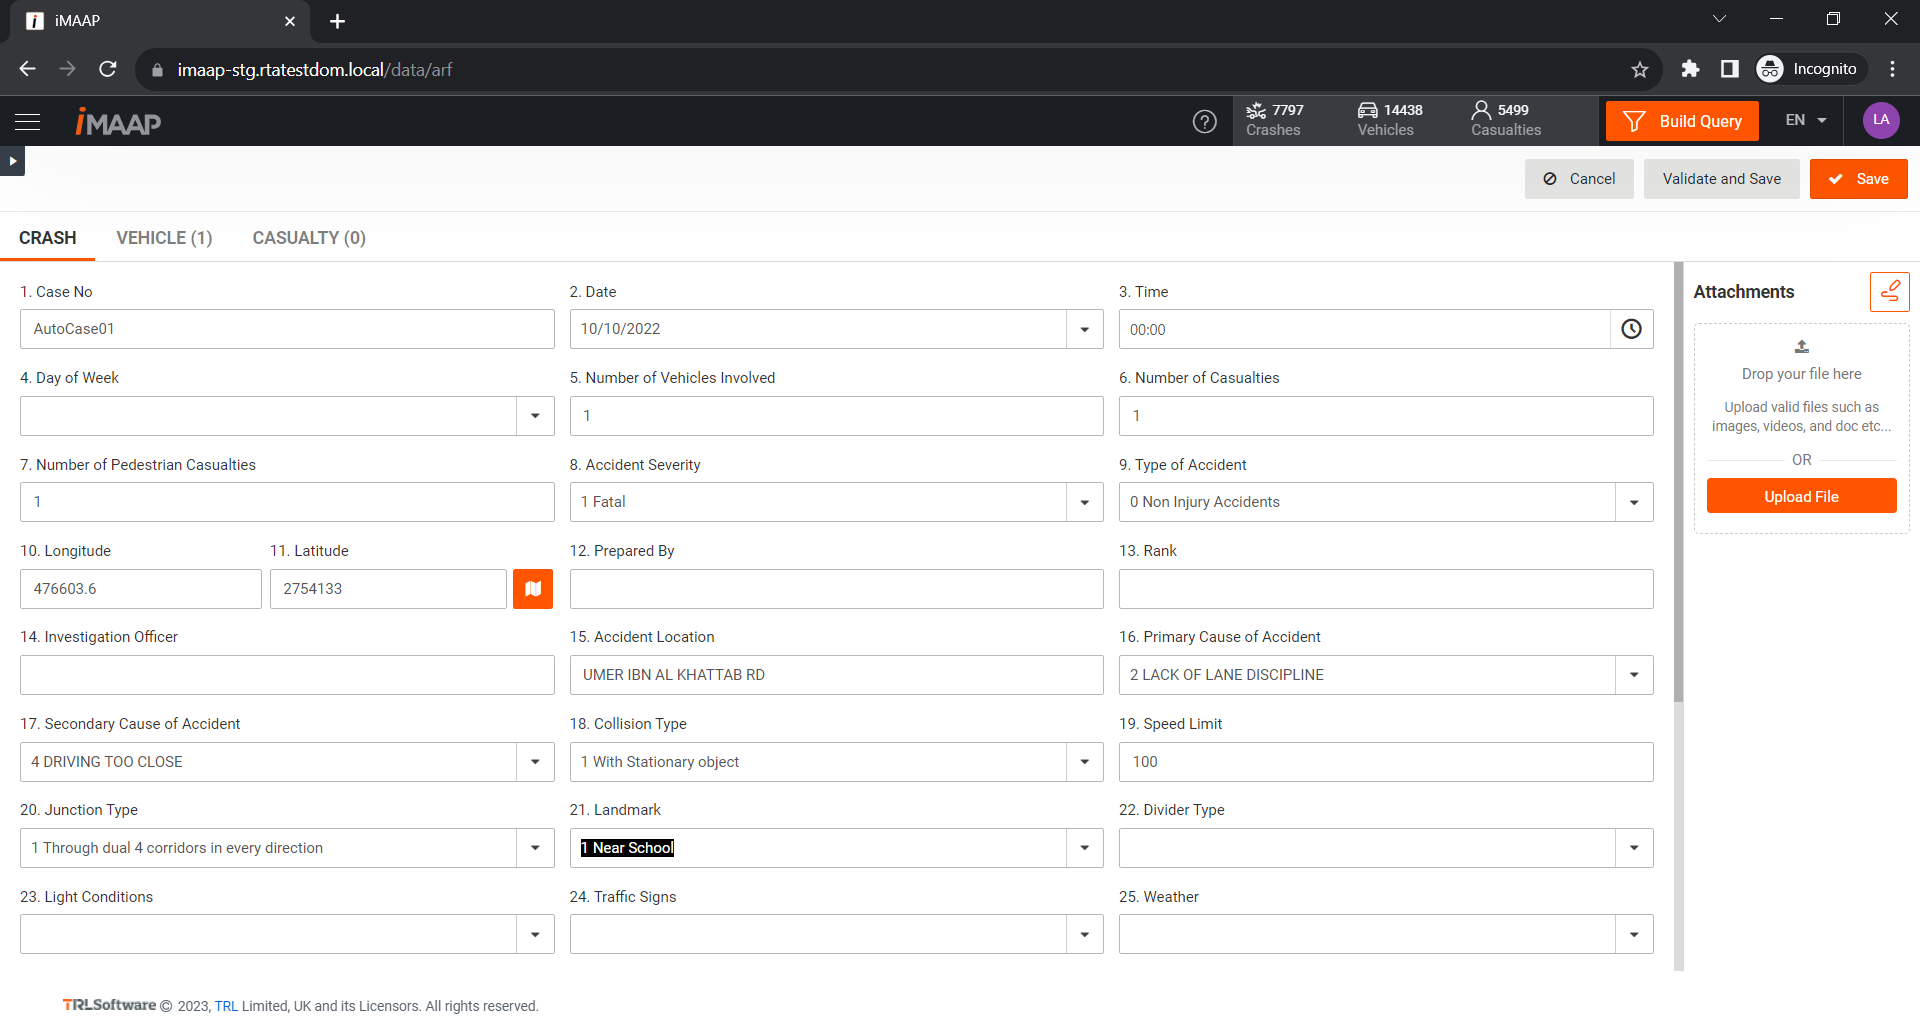 iMAAP
imaap-stg.rtatestdom.local/data/arf
Incognito
iMAAP
7797
Crashes
14438
Vehicles
5499
Casualties
Build Query
EN
LA
Cancel
Validate and Save
Save
CRASH
VEHICLE (1)
CASUALTY (0)
1. Case No
2. Date
3. Time
AutoCase01
10/10/2022
00:00
4. Day of Week
5. Number of Vehicles Involved
6. Number of Casualties
1
1
7. Number of Pedestrian Casualties
8. Accident Severity
9. Type of Accident
1
1 Fatal
0 Non Injury Accidents
10. Longitude
11. Latitude
12. Prepared By
13. Rank
476603.6
2754133
14. Investigation Officer
15. Accident Location
16. Primary Cause of Accident
UMER IBN AL KHATTAB RD
2 LACK OF LANE DISCIPLINE
17. Secondary Cause of Accident
18. Collision Type
19. Speed Limit
4 DRIVING TOO CLOSE
1 With Stationary object
100
20. Junction Type
21. Landmark
22. Divider Type
1 Through dual 4 corridors in every direction
1 Near School
23. Light Conditions
24. Traffic Signs
25. Weather
Attachments
Drop your file here
Upload valid files such as
images, videos, and doc etc...
OR
Upload File
TRLSoftware © 2023, TRL Limited, UK and its Licensors. All rights reserved.